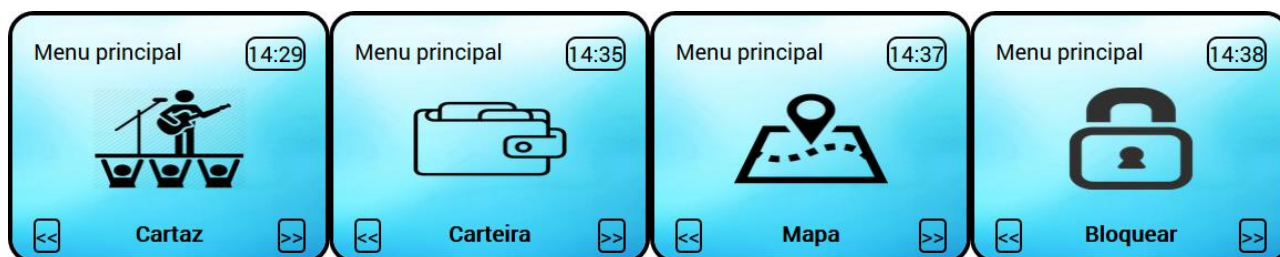 Menu principal 14:29
<< Cartaz >>
Menu principal 14:35
<< Carteira >>
Menu principal 14:37
<< Mapa >>
Menu principal 14:38
<< Bloquear >>